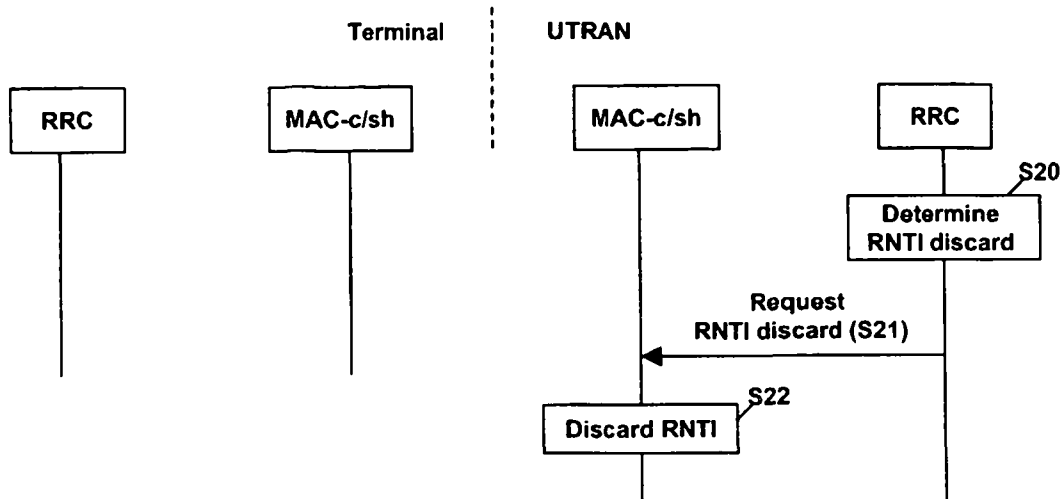 Terminal
UTRAN
RRC
MAC-c/sh
MAC-c/sh
RRC
S20
Determine
RNTI discard
Request
RNTI discard (S21)
S22
Discard RNTI